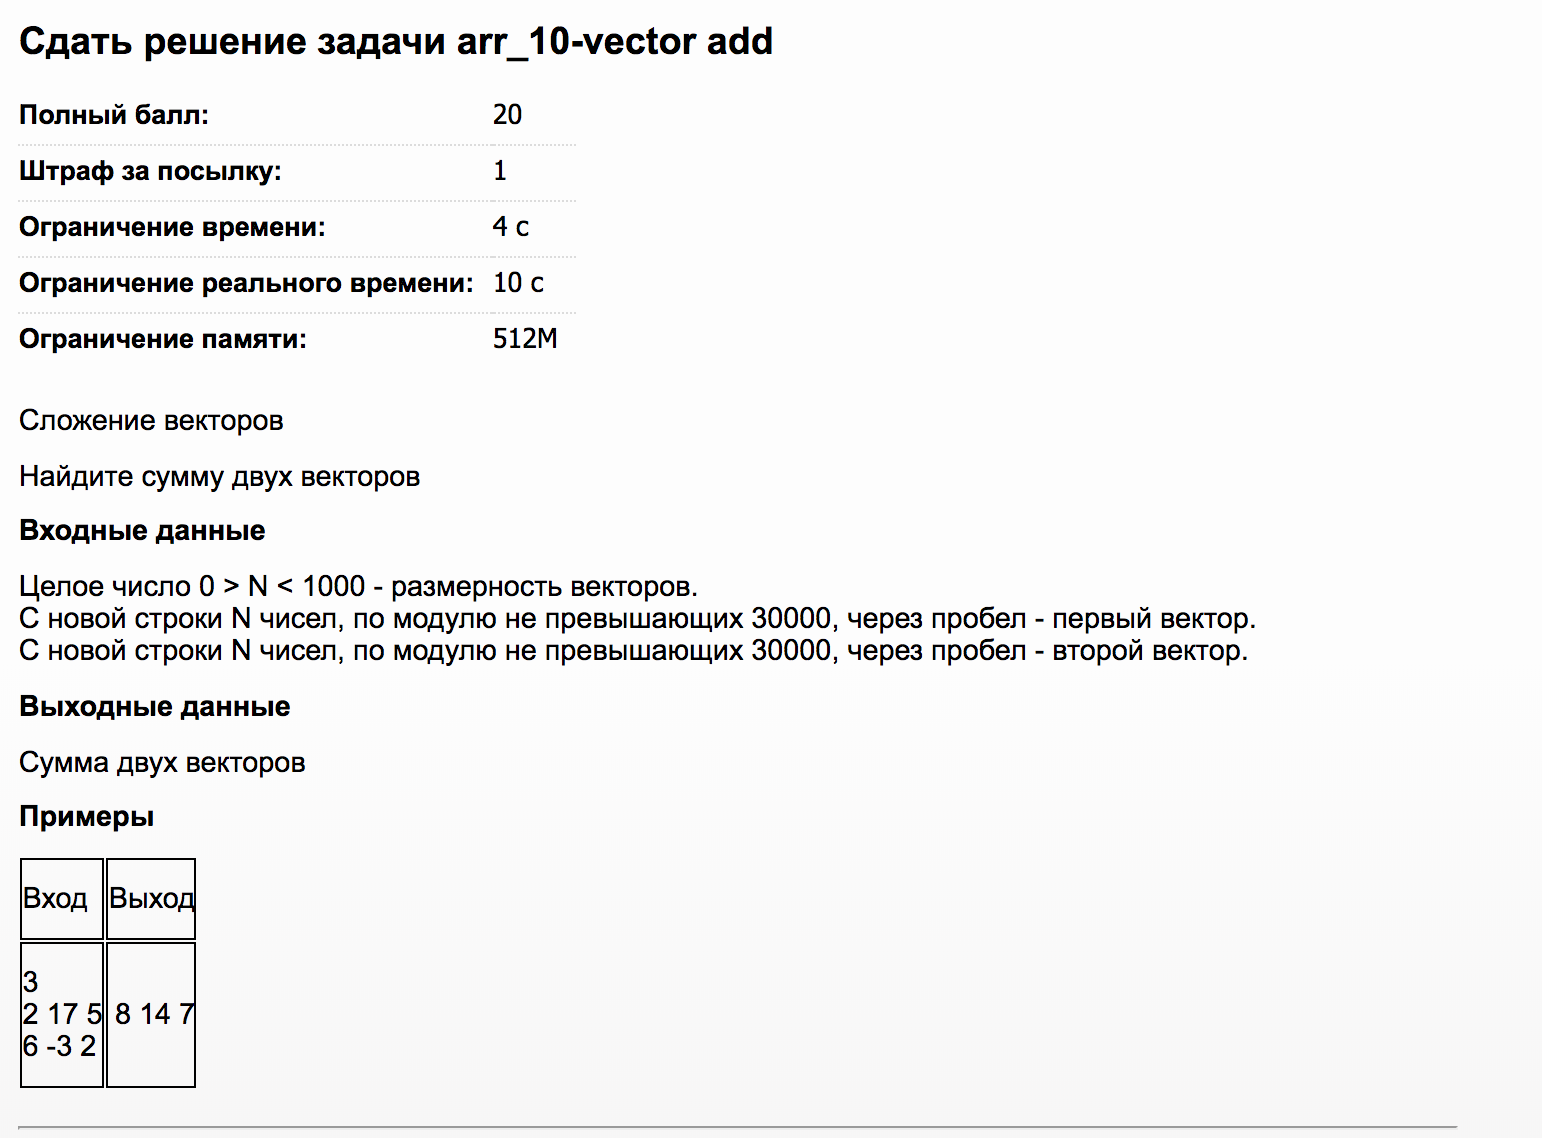 Сдать решение задачи arr_10-vector add
Полный балл: 20
Штраф за посылку: 1
Ограничение времени: 4 с
Ограничение реального времени: 10 с
Ограничение памяти: 512M
Сложение векторов
Найдите сумму двух векторов
Входные данные
Целое число 0 > N < 1000 - размерность векторов.
С новой строки N чисел, по модулю не превышающих 30000, через пробел - первый вектор.
С новой строки N чисел, по модулю не превышающих 30000, через пробел - второй вектор.
Выходные данные
Сумма двух векторов
Примеры
Вход Выход
3
2 17 5 8 14 7
6 -3 2